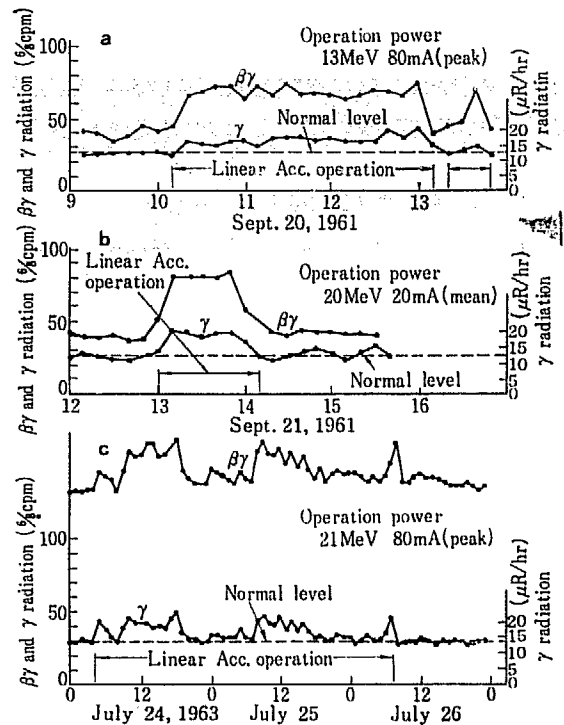 a
Operation power
13MeV 80mA(peak)
βγ
γ
Normal level
Linear Acc. operation
βγ and γ radiation (cpm)
100
50
0
20
15
10
5
0
(μR/hr)
γ radiatin
9
10
11
12
13
Sept. 20, 1961
b
Linear Acc.
operation
Operation power
20MeV 20mA(mean)
γ
βγ
Normal level
βγ and γ radiation (cpm)
100
50
0
20
15
10
5
0
(μR/hr)
γ radiation
12
13
14
15
16
Sept. 21, 1961
c
βγ
Operation power
21MeV 80mA(peak)
γ
Normal level
Linear Acc. operation
βγ and γ radiation (cpm)
100
50
0
20
15
10
5
0
(μR/hr)
γ radiation
0
12
0
12
0
12
0
July 24, 1963
July 25
July 26